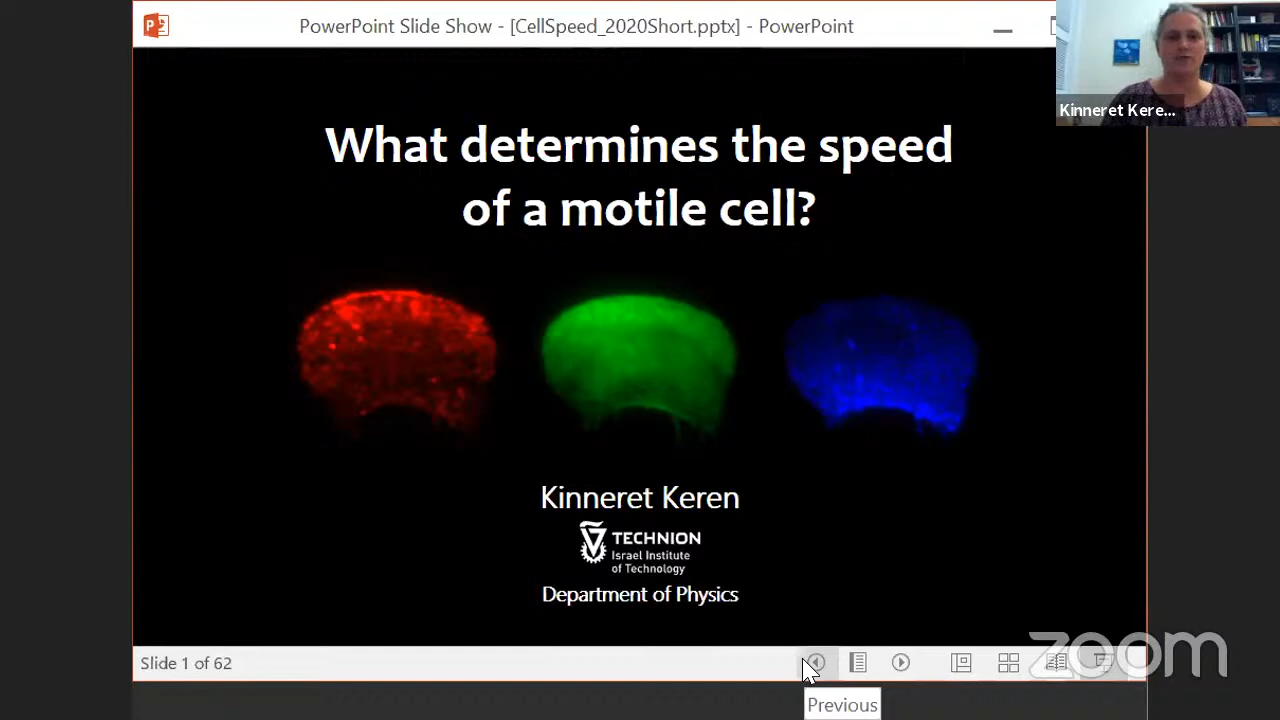 PowerPoint Slide Show - [CellSpeed_2020Short.pptx] - PowerPoint
Kinneret Kere...
What determines the speed
of a motile cell?
Kinneret Keren
TECHNION
Israel Institute
of Technology
Department of Physics
Slide 1 of 62
zoom
Previous